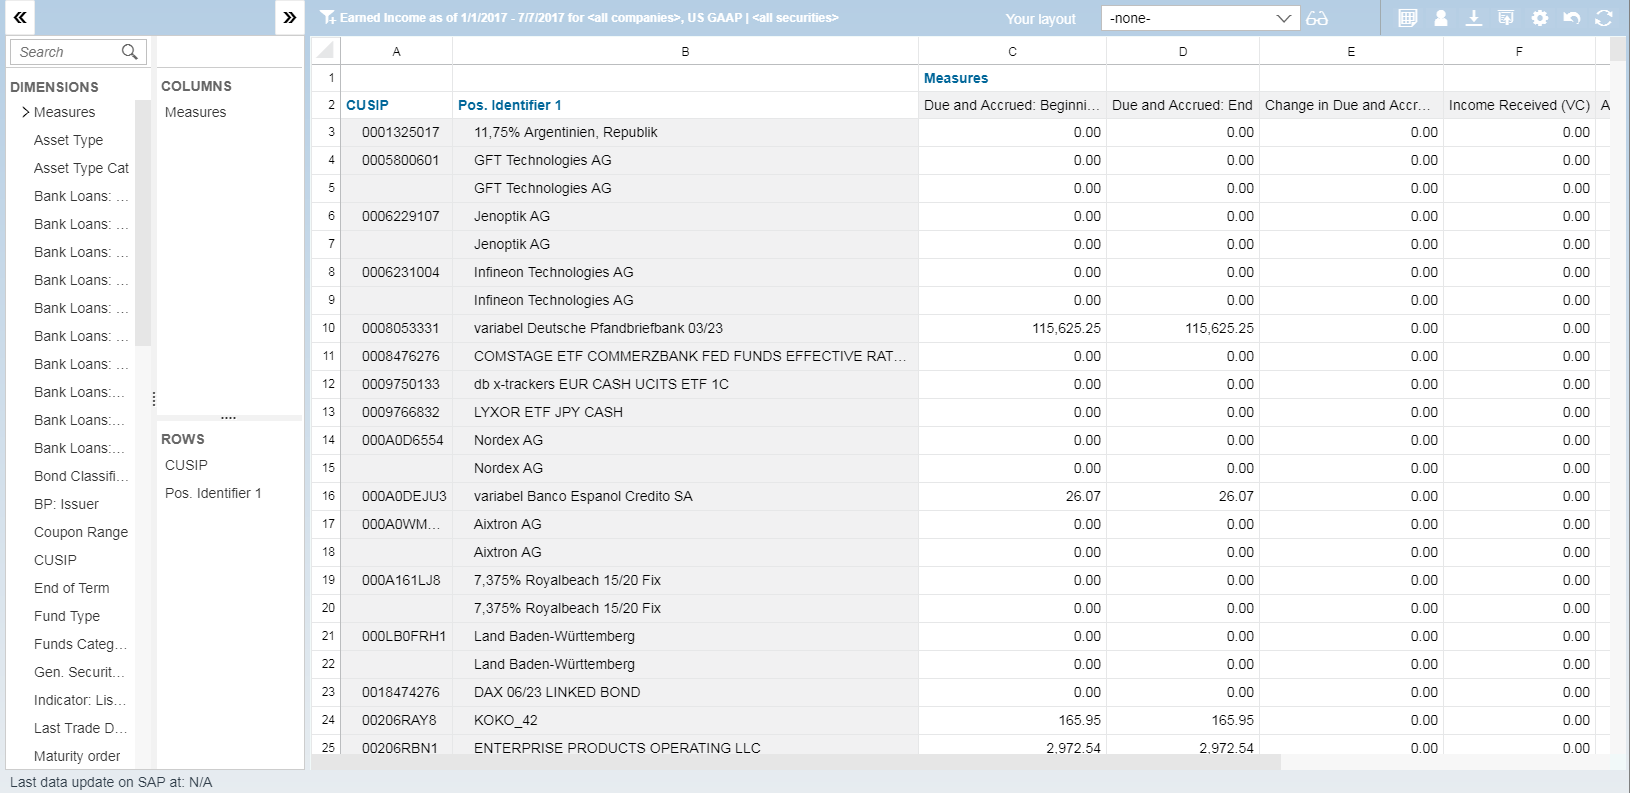 « » Earned Income as of 1/1/2017 - 7/7/2017 for <all companies>, US GAAP | <all securities> Your layout -none-
Search
DIMENSIONS
Measures
Asset Type
Asset Type Cat
Bank Loans: ...
Bank Loans: ...
Bank Loans: ...
Bank Loans: ...
Bank Loans: ...
Bank Loans: ...
Bank Loans: ...
Bank Loans:...
Bank Loans:...
Bank Loans:...
Bond Classifi...
BP: Issuer
Coupon Range
CUSIP
End of Term
Fund Type
Funds Categ...
Gen. Securit...
Indicator: Lis...
Last Trade D...
Maturity order
COLUMNS
Measures
ROWS
CUSIP
Pos. Identifier 1
A B C D E F
1 Measures
2 CUSIP Pos. Identifier 1 Due and Accrued: Beginni... Due and Accrued: End Change in Due and Accr... Income Received (VC) A
3 0001325017 11,75% Argentinien, Republik 0.00 0.00 0.00 0.00
4 0005800601 GFT Technologies AG 0.00 0.00 0.00 0.00
5 GFT Technologies AG 0.00 0.00 0.00 0.00
6 0006229107 Jenoptik AG 0.00 0.00 0.00 0.00
7 Jenoptik AG 0.00 0.00 0.00 0.00
8 0006231004 Infineon Technologies AG 0.00 0.00 0.00 0.00
9 Infineon Technologies AG 0.00 0.00 0.00 0.00
10 0008053331 variabel Deutsche Pfandbriefbank 03/23 115,625.25 115,625.25 0.00 0.00
11 0008476276 COMSTAGE ETF COMMERZBANK FED FUNDS EFFECTIVE RAT... 0.00 0.00 0.00 0.00
12 0009750133 db x-trackers EUR CASH UCITS ETF 1C 0.00 0.00 0.00 0.00
13 0009766832 LYXOR ETF JPY CASH 0.00 0.00 0.00 0.00
14 000A0D6554 Nordex AG 0.00 0.00 0.00 0.00
15 Nordex AG 0.00 0.00 0.00 0.00
16 000A0DEJU3 variabel Banco Espanol Credito SA 26.07 26.07 0.00 0.00
17 000A0WM... Aixtron AG 0.00 0.00 0.00 0.00
18 Aixtron AG 0.00 0.00 0.00 0.00
19 000A161LJ8 7,375% Royalbeach 15/20 Fix 0.00 0.00 0.00 0.00
20 7,375% Royalbeach 15/20 Fix 0.00 0.00 0.00 0.00
21 000LB0FRH1 Land Baden-Württemberg 0.00 0.00 0.00 0.00
22 Land Baden-Württemberg 0.00 0.00 0.00 0.00
23 0018474276 DAX 06/23 LINKED BOND 0.00 0.00 0.00 0.00
24 00206RAY8 KOKO_42 165.95 165.95 0.00 0.00
25 00206RBN1 ENTERPRISE PRODUCTS OPERATING LLC 2,972.54 2,972.54 0.00 0.00
Last data update on SAP at: N/A